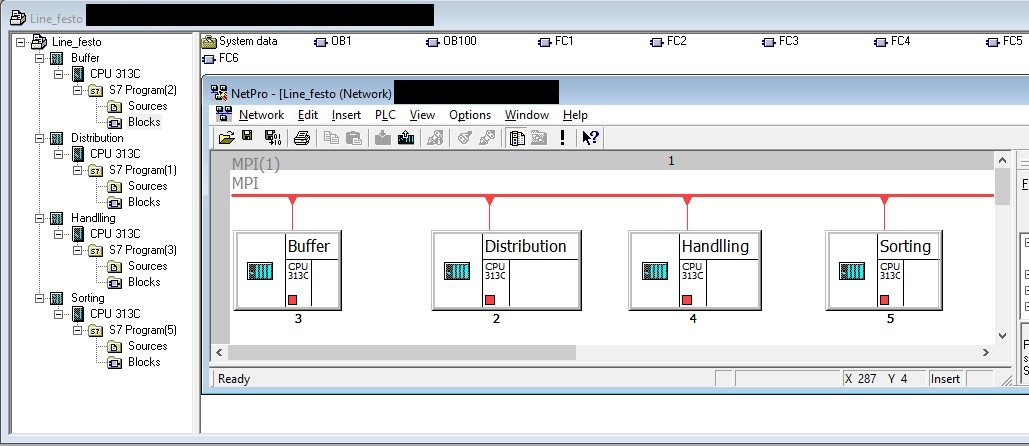 Line_festo
Line_festo
Buffer
CPU 313C
S7 Program(2)
Sources
Blocks
Distribution
CPU 313C
S7 Program(1)
Sources
Blocks
Handlling
CPU 313C
S7 Program(3)
Sources
Blocks
Sorting
CPU 313C
S7 Program(5)
Sources
Blocks
System data OB1 OB100 FC1 FC2 FC3 FC4 FC5
FC6
NetPro - [Line_festo (Network)
Network Edit Insert PLC View Options Window Help
1
MPI(1)
MPI
Buffer Distribution Handlling Sorting
CPU CPU CPU CPU
313C 313C 313C 313C
3 2 4 5
Ready X 287 Y 4 Insert